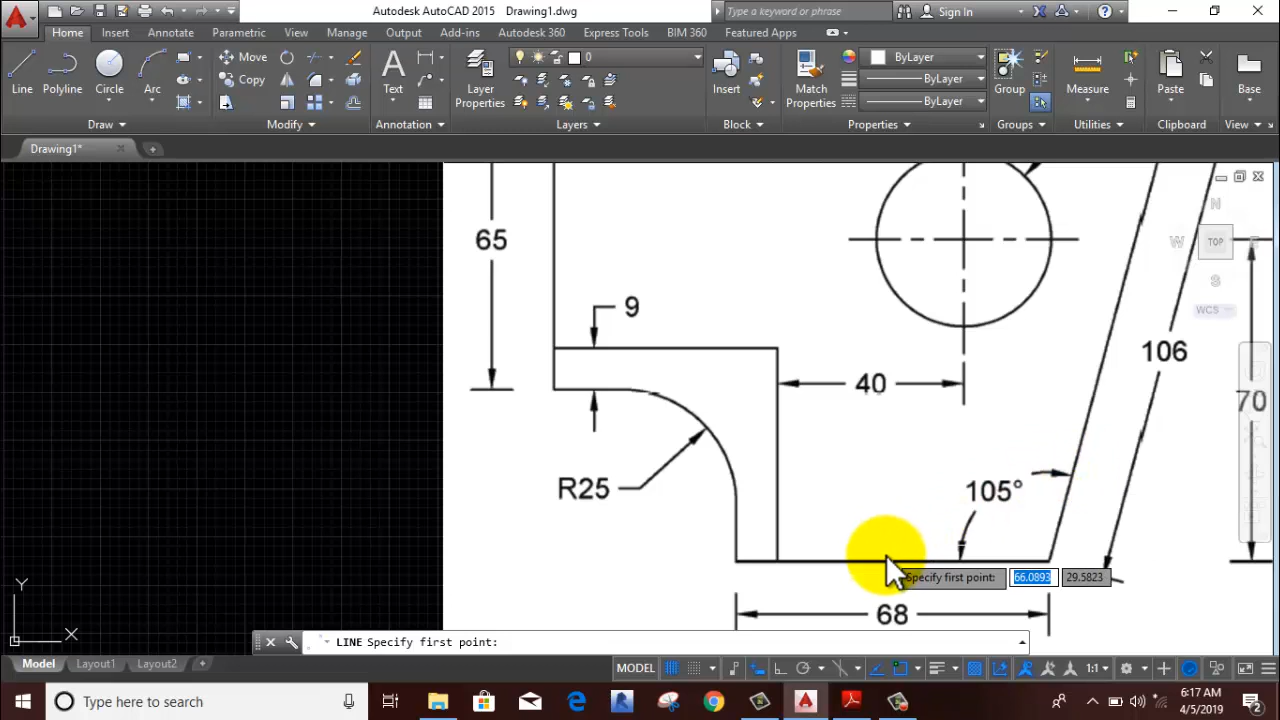 Autodesk AutoCAD 2015 Drawing1.dwg
Type a keyword or phrase
Sign In
Home Insert Annotate Parametric View Manage Output Add-ins Autodesk 360 Express Tools BIM 360 Featured Apps
Line
Polyline
Circle
Arc
Draw
Move
Copy
Modify
Text
Annotation
Layer
Properties
0
Layers
Insert
Block
Match
Properties
ByLayer
ByLayer
ByLayer
Properties
Group
Groups
Measure
Utilities
Paste
Clipboard
Base
View
Drawing1*
65
9
R25
40
105°
106
70
68
N
W
TOP
E
S
WCS
Specify first point: 66.0893 29.5823
Y
X
LINE Specify first point:
Model Layout1 Layout2
MODEL
1:1
Type here to search
6:17 AM
4/5/2019
2